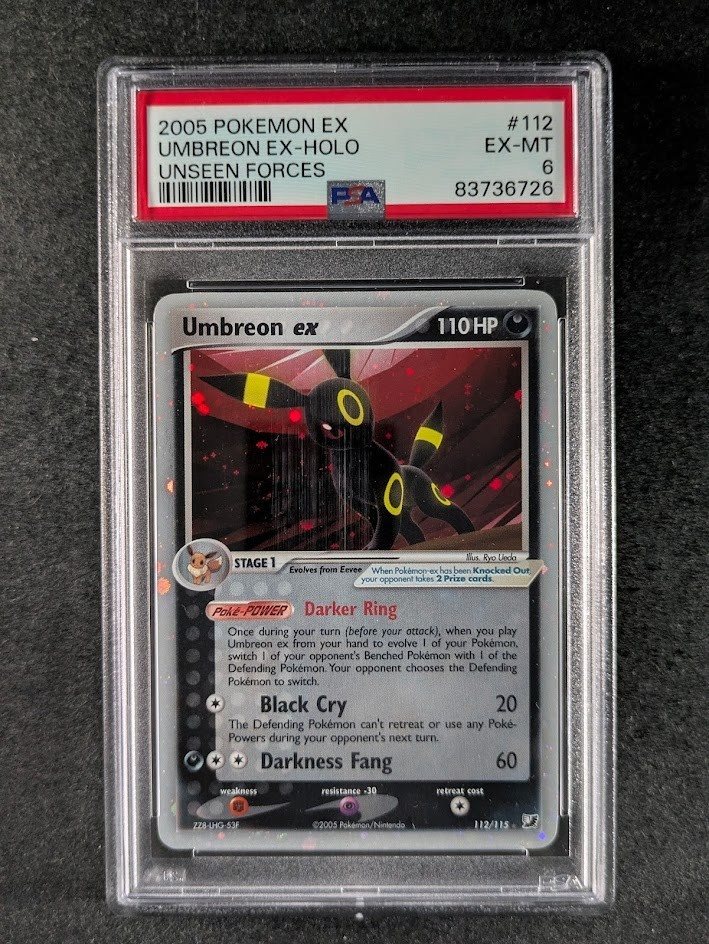 2005 POKEMON EX #112
UMBREON EX-HOLO EX-MT
UNSEEN FORCES 6
PSA 83736726
Umbreon ex 110 HP
Illus. Ryo Ueda
STAGE 1 Evolves from Eevee
When Pokémon-ex has been Knocked Out,
your opponent takes 2 Prize cards.
Poké-POWER Darker Ring
Once during your turn (before your attack), when you play
Umbreon ex from your hand to evolve 1 of your Pokémon,
switch 1 of your opponent's Benched Pokémon with 1 of the
Defending Pokémon. Your opponent chooses the Defending
Pokémon to switch.
Black Cry 20
The Defending Pokémon can't retreat or use any Poké-
Powers during your opponent's next turn.
Darkness Fang 60
weakness resistance -30 retreat cost
ZZ8-LHG-53F ©2005 Pokémon/Nintendo 112/115